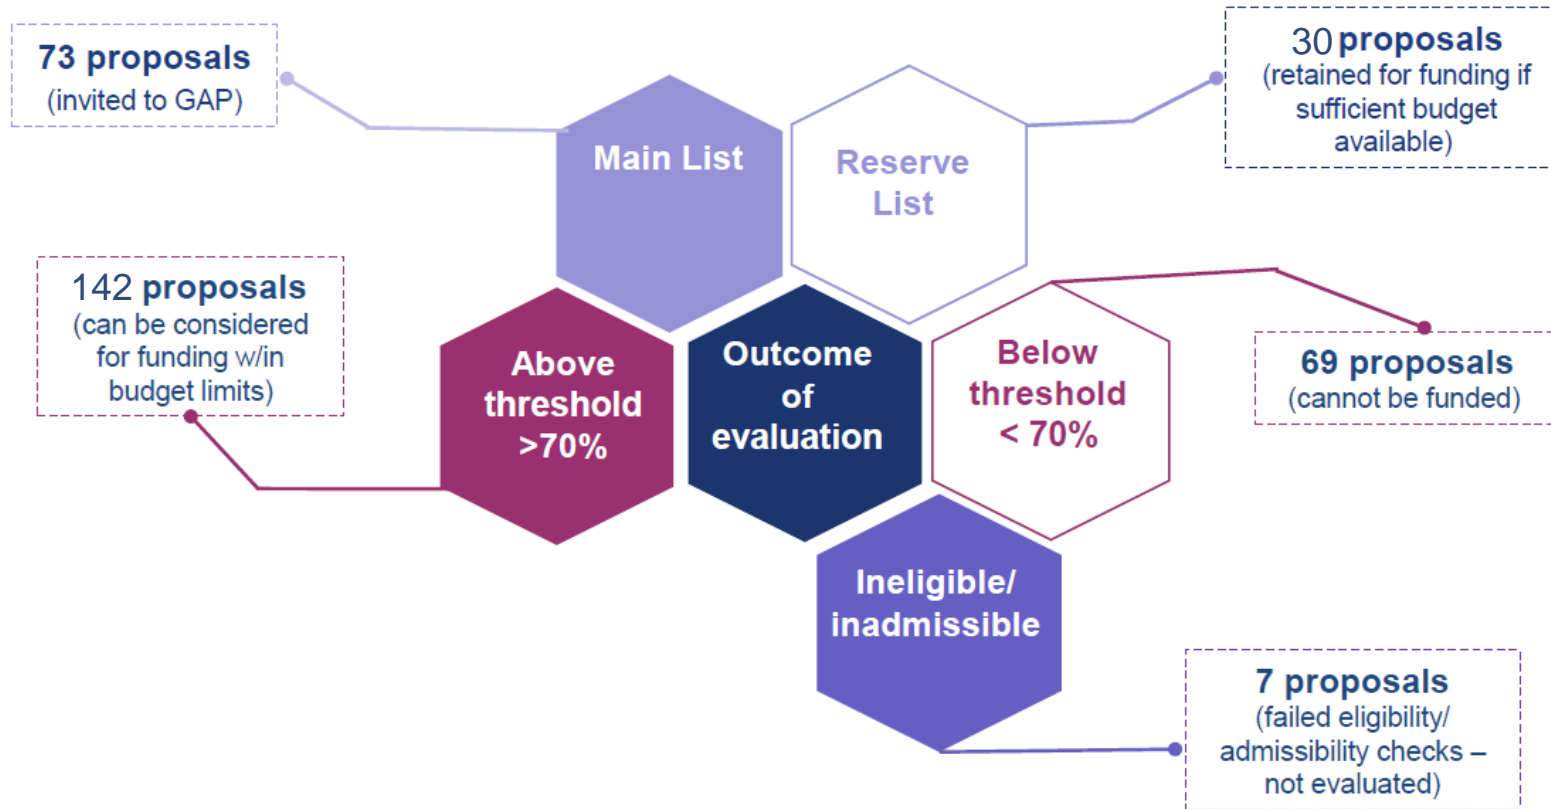 73 proposals
(invited to GAP)
30 proposals
(retained for funding if
sufficient budget
available)
Main List
Reserve
List
142 proposals
(can be considered
for funding w/in
budget limits)
Above
threshold
>70%
Outcome
of
evaluation
Below
threshold
< 70%
69 proposals
(cannot be funded)
Ineligible/
inadmissible
7 proposals
(failed eligibility/
admissibility checks –
not evaluated)